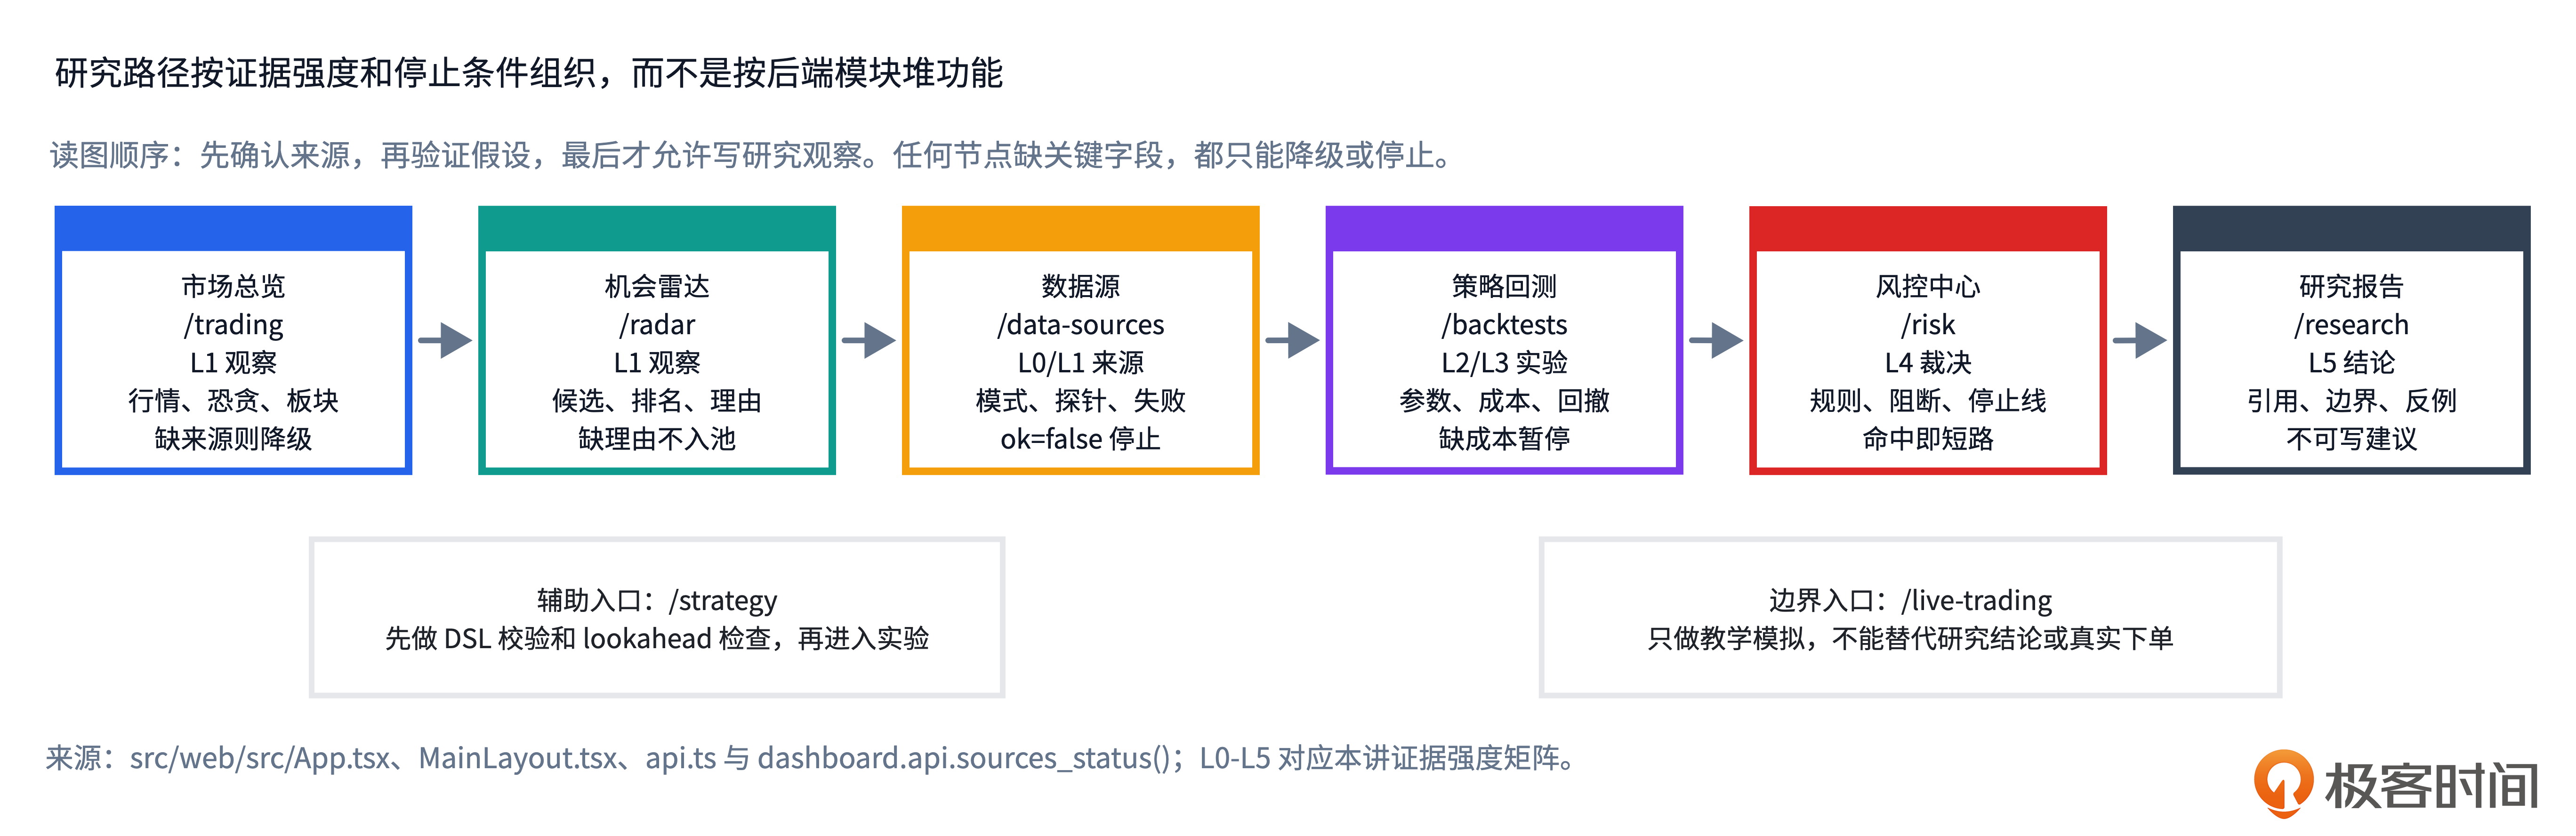 研究路径按证据强度和停止条件组织，而不是按后端模块堆功能
读图顺序：先确认来源，再验证假设，最后才允许写研究观察。任何节点缺关键字段，都只能降级或停止。
市场总览
/trading
L1 观察
行情、恐贪、板块
缺来源则降级
机会雷达
/radar
L1 观察
候选、排名、理由
缺理由不入池
数据源
/data-sources
L0/L1 来源
模式、探针、失败
ok=false 停止
策略回测
/backtests
L2/L3 实验
参数、成本、回撤
缺成本暂停
风控中心
/risk
L4 裁决
规则、阻断、停止线
命中即短路
研究报告
/research
L5 结论
引用、边界、反例
不可写建议
辅助入口：/strategy
先做 DSL 校验和 lookahead 检查，再进入实验
边界入口：/live-trading
只做教学模拟，不能替代研究结论或真实下单
来源：src/web/src/App.tsx、MainLayout.tsx、api.ts 与 dashboard.api.sources_status()；L0-L5 对应本讲证据强度矩阵。
极客时间